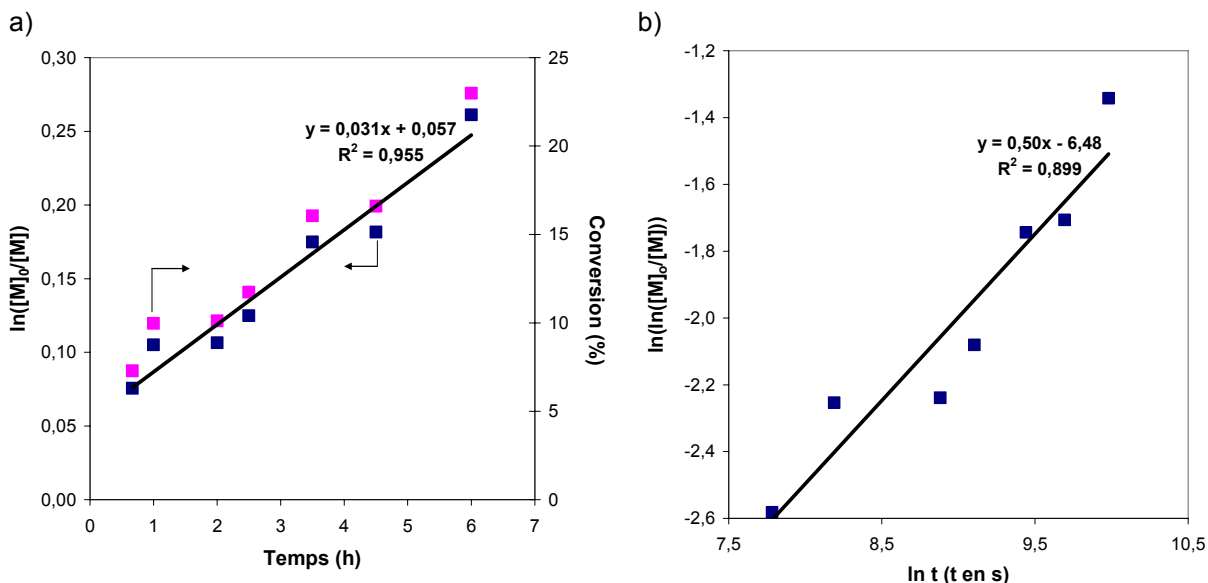 a)
0,30
0,25
0,20
0,15
0,10
0,05
0,00
ln([M]₀/[M])
y = 0,031x + 0,057
R² = 0,955
25
20
15
10
5
0
Conversion (%)
0 1 2 3 4 5 6 7
Temps (h)
b)
-1,2
-1,4
-1,6
-1,8
-2,0
-2,2
-2,4
-2,6
ln(ln([M]₀/[M]))
y = 0,50x - 6,48
R² = 0,899
7,5 8,5 9,5 10,5
ln t (t en s)